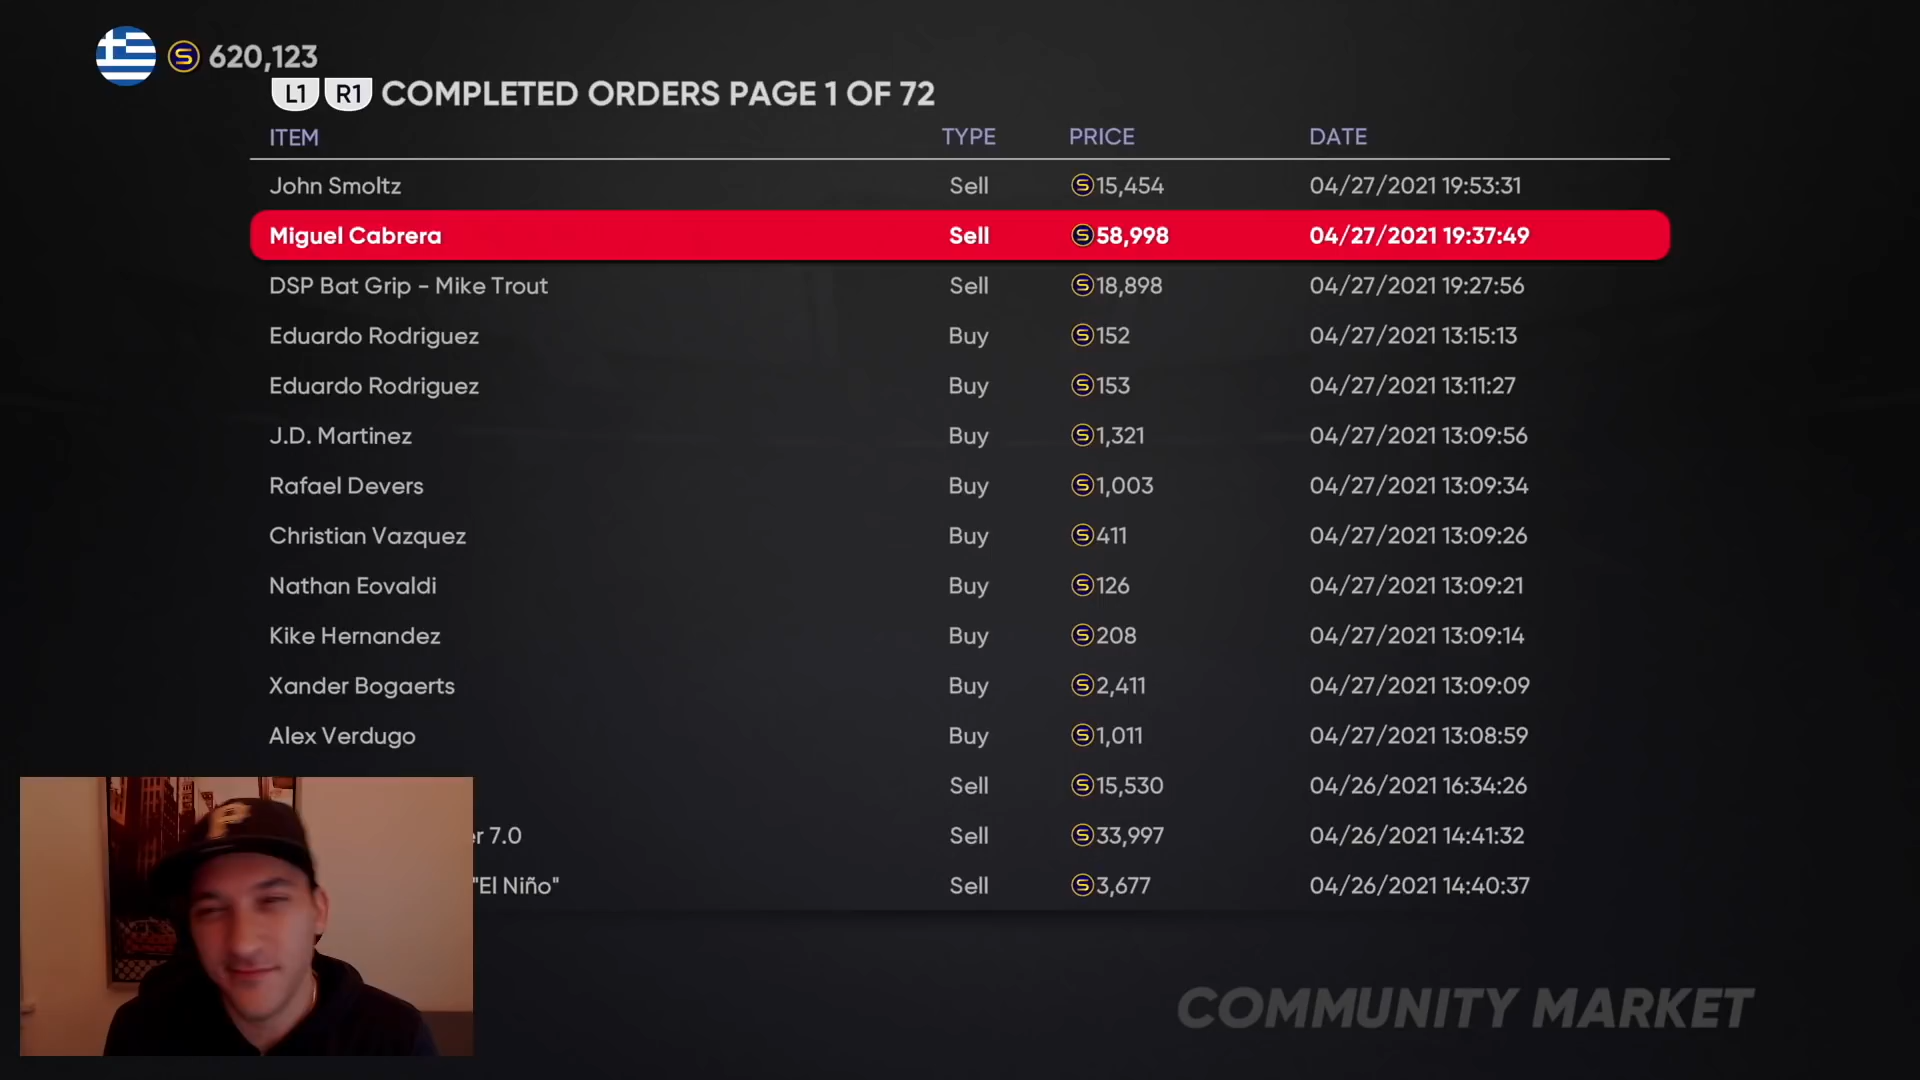 620,123
L1 R1 COMPLETED ORDERS PAGE 1 OF 72
ITEM TYPE PRICE DATE
John Smoltz Sell 15,454 04/27/2021 19:53:31
Miguel Cabrera Sell 58,998 04/27/2021 19:37:49
DSP Bat Grip - Mike Trout Sell 18,898 04/27/2021 19:27:56
Eduardo Rodriguez Buy 152 04/27/2021 13:15:13
Eduardo Rodriguez Buy 153 04/27/2021 13:11:27
J.D. Martinez Buy 1,321 04/27/2021 13:09:56
Rafael Devers Buy 1,003 04/27/2021 13:09:34
Christian Vazquez Buy 411 04/27/2021 13:09:26
Nathan Eovaldi Buy 126 04/27/2021 13:09:21
Kike Hernandez Buy 208 04/27/2021 13:09:14
Xander Bogaerts Buy 2,411 04/27/2021 13:09:09
Alex Verdugo Buy 1,011 04/27/2021 13:08:59
Sell 15,530 04/26/2021 16:34:26
7.0 Sell 33,997 04/26/2021 14:41:32
"El Niño" Sell 3,677 04/26/2021 14:40:37
COMMUNITY MARKET